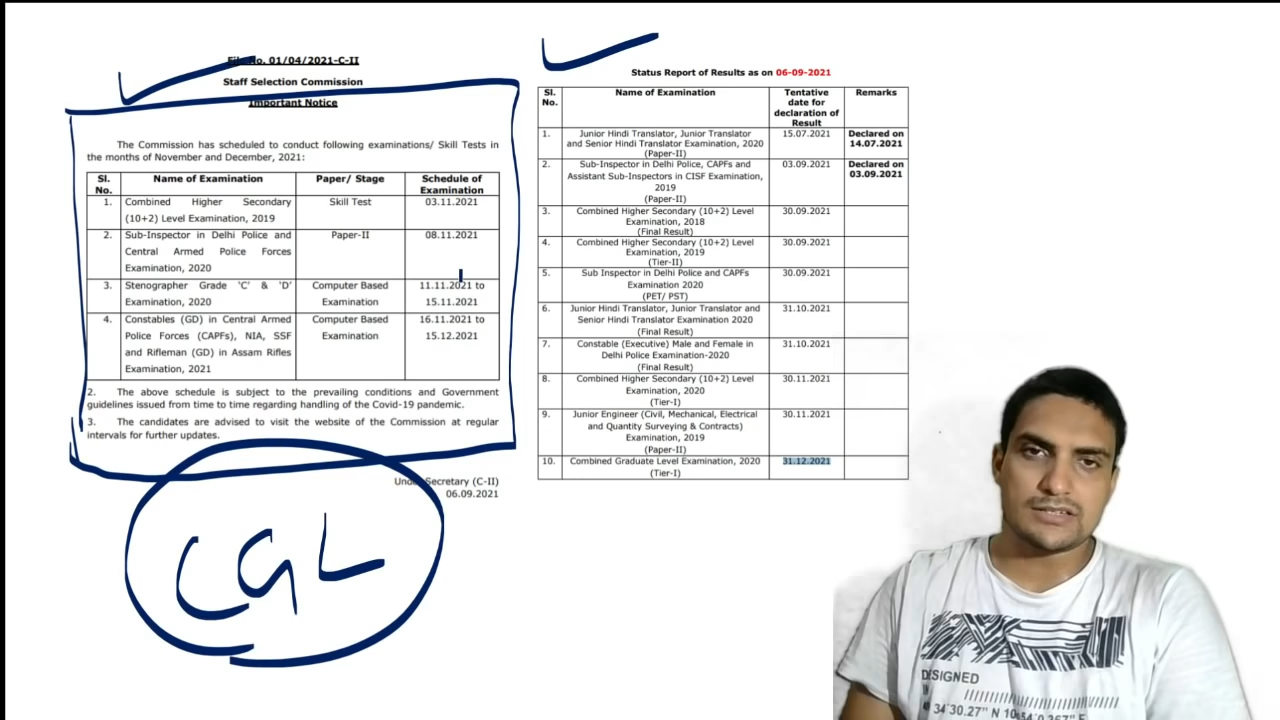 File No. 01/04/2021-C-II
Staff Selection Commission
Important Notice
The Commission has scheduled to conduct following examinations/ Skill Tests in
the months of November and December, 2021:
Sl. No. Name of Examination Paper/ Stage Schedule of Examination
1. Combined Higher Secondary (10+2) Level Examination, 2019 Skill Test 03.11.2021
2. Sub-Inspector in Delhi Police and Central Armed Police Forces Examination, 2020 Paper-II 08.11.2021
3. Stenographer Grade 'C' & 'D' Examination, 2020 Computer Based Examination 11.11.2021 to 15.11.2021
4. Constables (GD) in Central Armed Police Forces (CAPFs), NIA, SSF and Rifleman (GD) in Assam Rifles Examination, 2021 Computer Based Examination 16.11.2021 to 15.12.2021
2. The above schedule is subject to the prevailing conditions and Government
guidelines issued from time to time regarding handling of the Covid-19 pandemic.
3. The candidates are advised to visit the website of the Commission at regular
intervals for further updates.
Under Secretary (C-II)
06.09.2021
CGL
Status Report of Results as on 06-09-2021
Sl. No. Name of Examination Tentative date for declaration of Result Remarks
1. Junior Hindi Translator, Junior Translator and Senior Hindi Translator Examination, 2020 (Paper-II) 15.07.2021 Declared on 14.07.2021
2. Sub-Inspector in Delhi Police, CAPFs and Assistant Sub-Inspectors in CISF Examination, 2019 (Paper-II) 03.09.2021 Declared on 03.09.2021
3. Combined Higher Secondary (10+2) Level Examination, 2018 (Final Result) 30.09.2021
4. Combined Higher Secondary (10+2) Level Examination, 2019 (Tier-II) 30.09.2021
5. Sub Inspector in Delhi Police and CAPFs Examination 2020 (PET/ PST) 30.09.2021
6. Junior Hindi Translator, Junior Translator and Senior Hindi Translator Examination 2020 (Final Result) 31.10.2021
7. Constable (Executive) Male and Female in Delhi Police Examination-2020 (Final Result) 31.10.2021
8. Combined Higher Secondary (10+2) Level Examination, 2020 (Tier-I) 30.11.2021
9. Junior Engineer (Civil, Mechanical, Electrical and Quantity Surveying & Contracts) Examination, 2019 (Paper-II) 30.11.2021
10. Combined Graduate Level Examination, 2020 (Tier-I) 31.12.2021
DESIGNED
IN
34°30.27" N